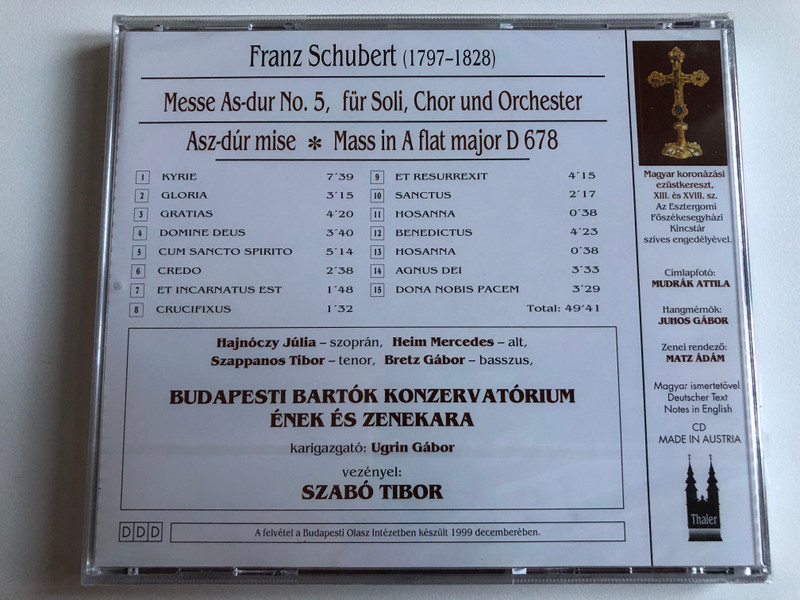 Franz Schubert (1797–1828)
Messe As-dur No. 5, für Soli, Chor und Orchester
Asz-dúr mise ✻ Mass in A flat major D 678
1 KYRIE 7´39
2 GLORIA 3´15
3 GRATIAS 4´20
4 DOMINE DEUS 3´40
5 CUM SANCTO SPIRITO 5´14
6 CREDO 2´38
7 ET INCARNATUS EST 1´48
8 CRUCIFIXUS 1´32
9 ET RESURREXIT 4´15
10 SANCTUS 2´17
11 HOSANNA 0´38
12 BENEDICTUS 4´23
13 HOSANNA 0´38
14 AGNUS DEI 3´33
15 DONA NOBIS PACEM 3´29
Total: 49´41
Hajnóczy Júlia – szoprán, Heim Mercedes – alt,
Szappanos Tibor – tenor, Bretz Gábor – basszus,
BUDAPESTI BARTÓK KONZERVATÓRIUM
ÉNEK ÉS ZENEKARA
karigazgató: Ugrin Gábor
vezényel:
SZABÓ TIBOR
DDD
A felvétel a Budapesti Olasz Intézetben készült 1999 decemberében.
Magyar koronázási
ezüstkereszt,
XIII. és XVIII. sz.
Az Esztergomi
Főszékesegyházi
Kincstár
szíves engedélyével.
Címlapfotó:
MUDRÁK ATTILA
Hangmérnök:
JUHOS GÁBOR
Zenei rendező:
MATZ ÁDÁM
Magyar ismertetővel
Deutscher Text
Notes in English
CD
MADE IN AUSTRIA
Thaler